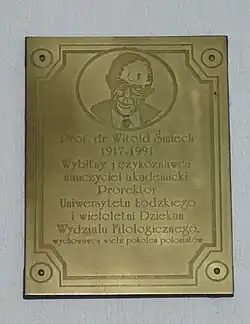 Prof. dr Witold Śmiech
1917-1991
Wybitny językoznawca
nauczyciel akademicki.
Prorektor
Uniwersytetu Łódzkiego
i wieloletni Dziekan
Wydziału Filologicznego,
wychowawca wielu pokoleń polonistów